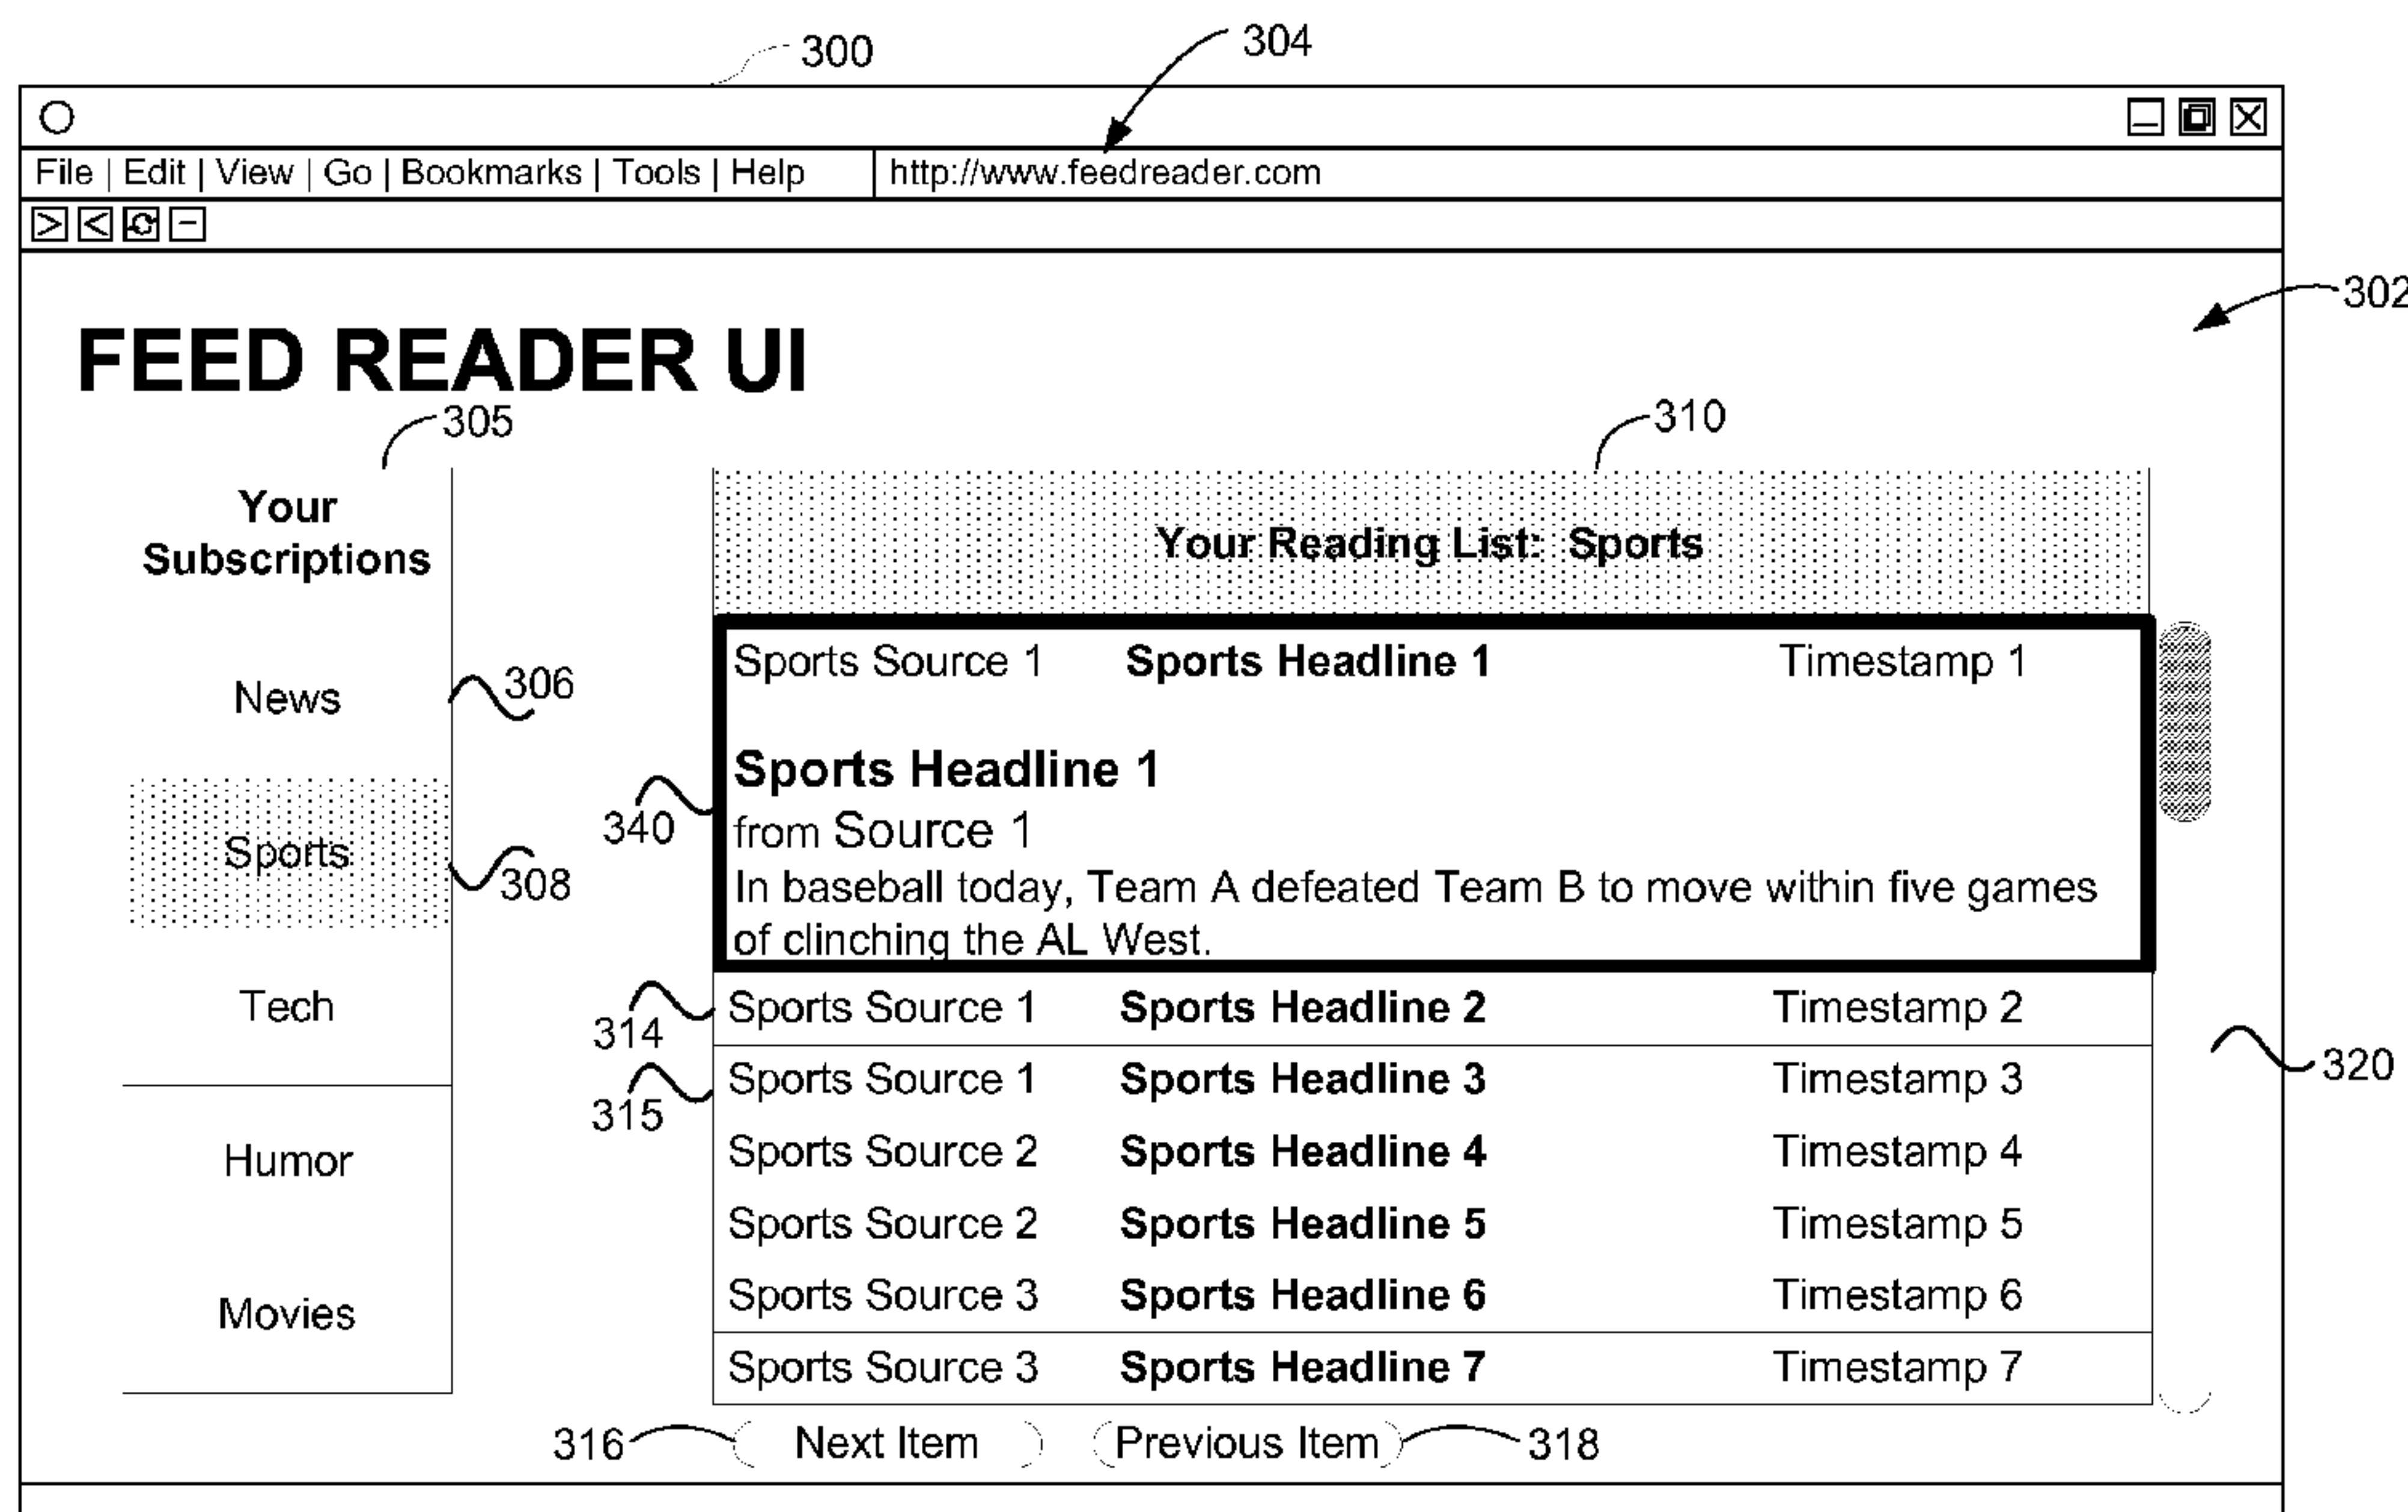 300
304
File | Edit | View | Go | Bookmarks | Tools | Help
http://www.feedreader.com
302
FEED READER UI
305
310
Your
Subscriptions
Your Reading List: Sports
News
306
Sports
308
Tech
Humor
Movies
Sports Source 1 Sports Headline 1 Timestamp 1
Sports Headline 1
340
from Source 1
In baseball today, Team A defeated Team B to move within five games
of clinching the AL West.
314
Sports Source 1 Sports Headline 2 Timestamp 2
315
Sports Source 1 Sports Headline 3 Timestamp 3
320
Sports Source 2 Sports Headline 4 Timestamp 4
Sports Source 2 Sports Headline 5 Timestamp 5
Sports Source 3 Sports Headline 6 Timestamp 6
Sports Source 3 Sports Headline 7 Timestamp 7
316 Next Item Previous Item 318